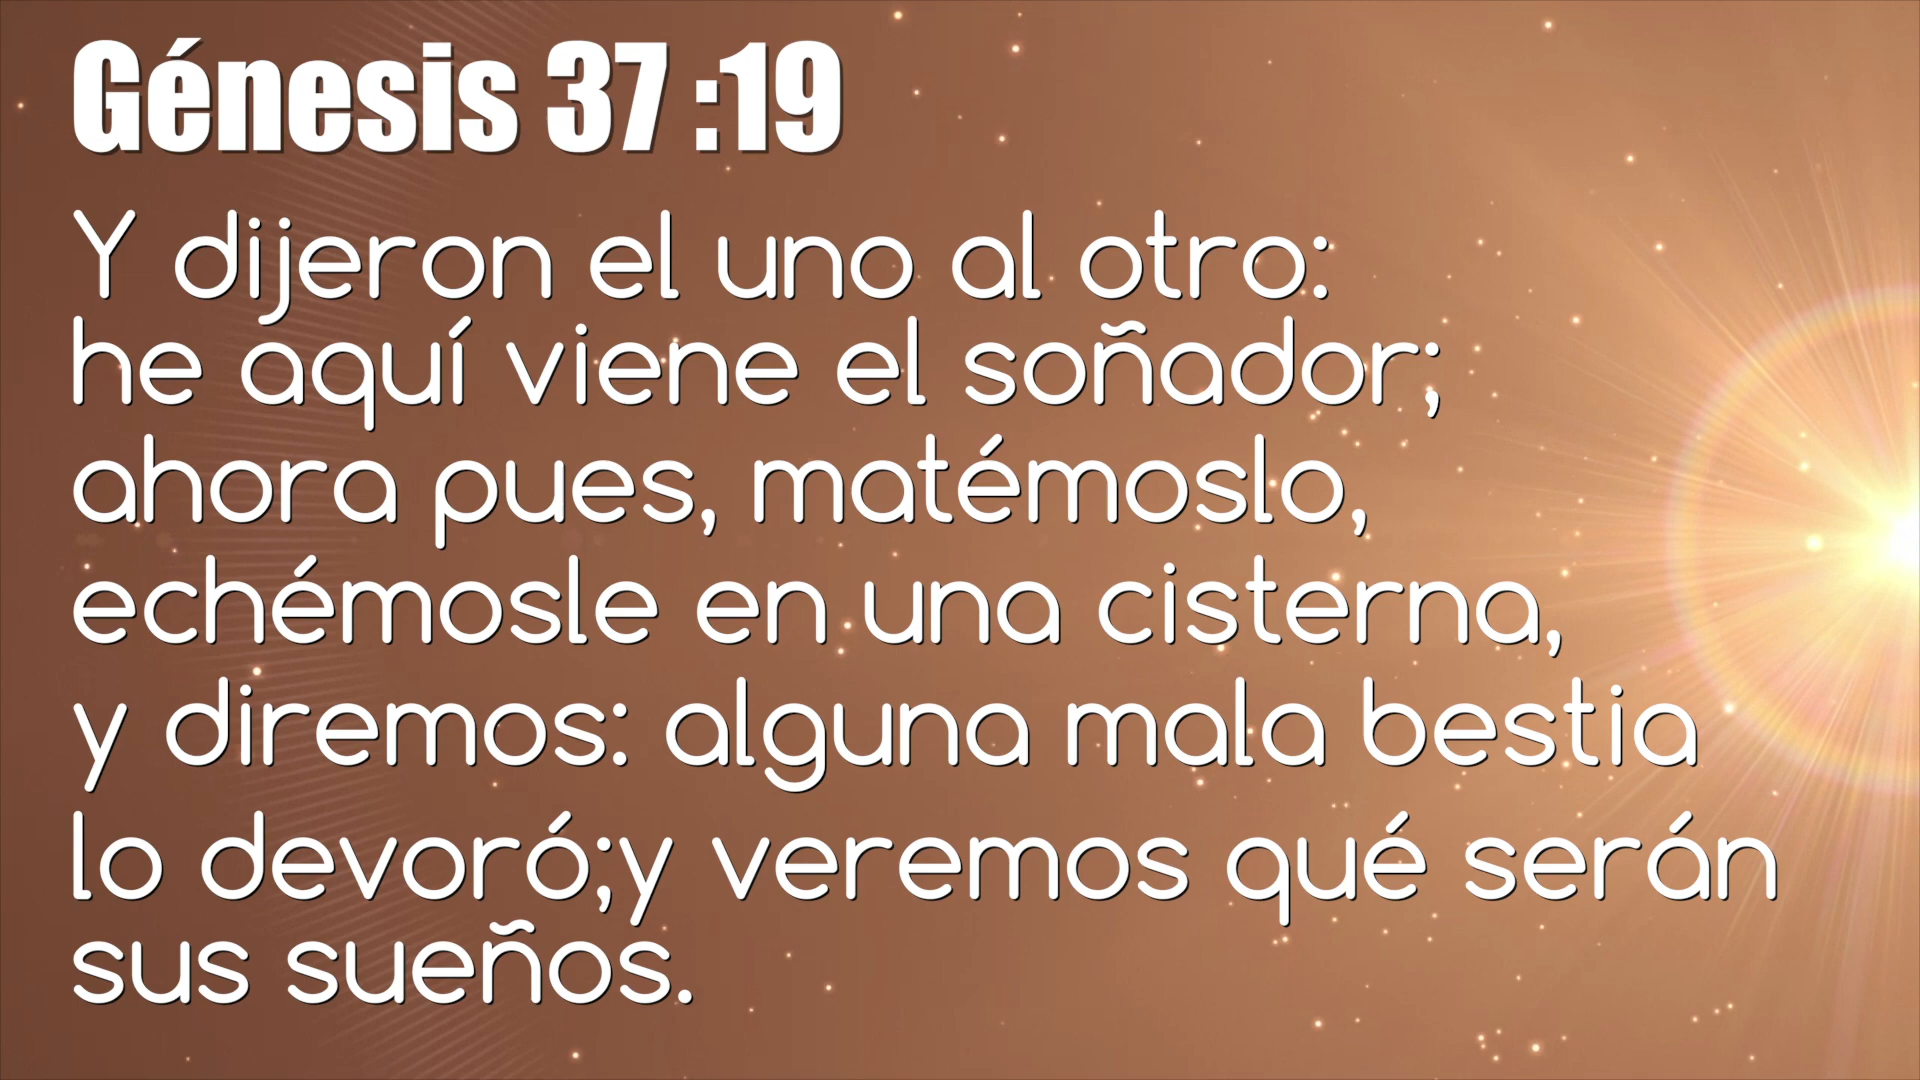 Génesis 37 :19
Y dijeron el uno al otro:
he aquí viene el soñador;
ahora pues, matémoslo,
echémosle en una cisterna,
y diremos: alguna mala bestia
lo devoró;y veremos qué serán
sus sueños.